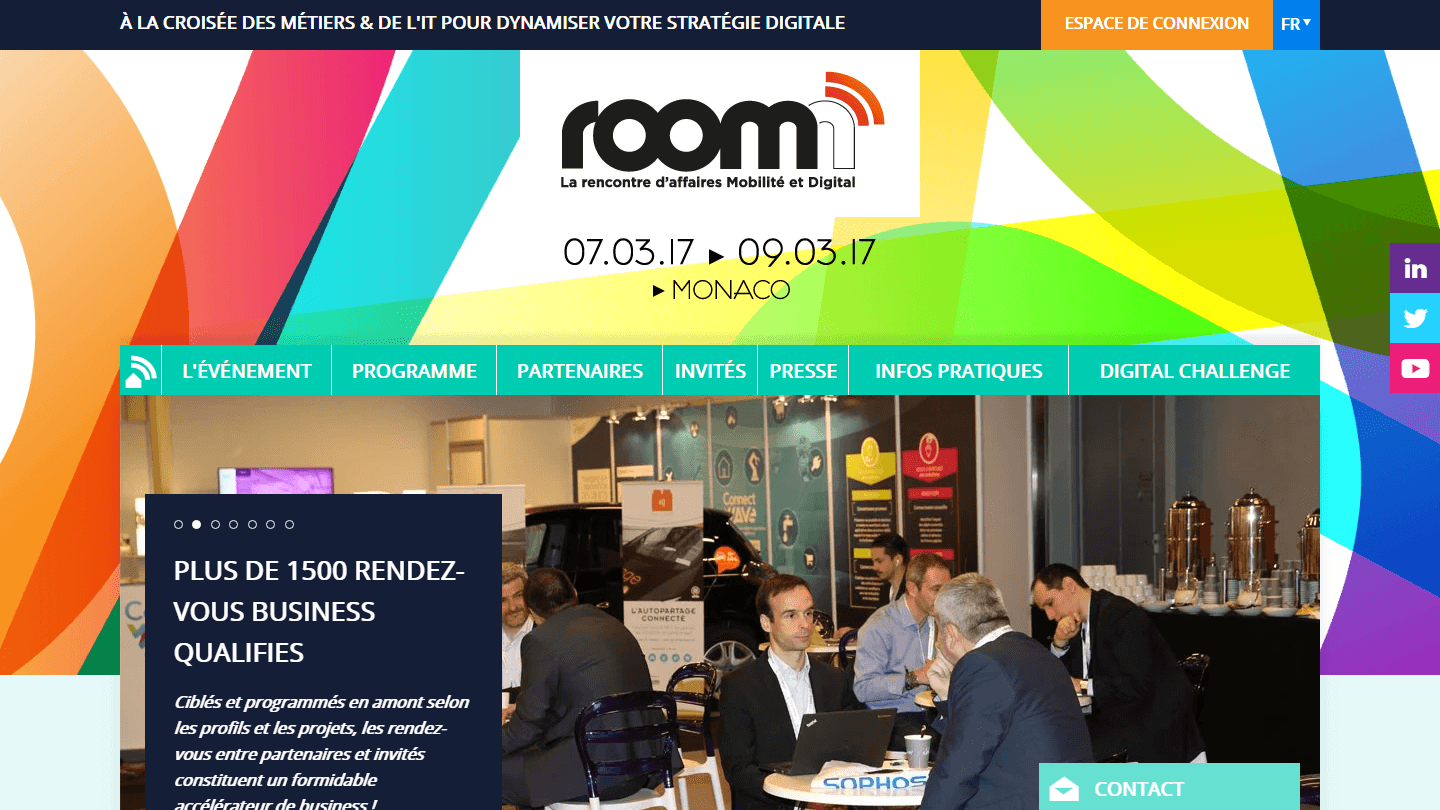 À LA CROISÉE DES MÉTIERS & DE L'IT POUR DYNAMISER VOTRE STRATÉGIE DIGITALE
ESPACE DE CONNEXION
FR
roomn
La rencontre d'affaires Mobilité et Digital
07.03.17 ▸ 09.03.17
▸ MONACO
L'ÉVÉNEMENT
PROGRAMME
PARTENAIRES
INVITÉS
PRESSE
INFOS PRATIQUES
DIGITAL CHALLENGE
in
Connect
WAVE
L'AUTOPARTAGE
CONNECTÉ
PLUS DE 1500 RENDEZ-
VOUS BUSINESS
QUALIFIES
Ciblés et programmés en amont selon
les profils et les projets, les rendez-
vous entre partenaires et invités
constituent un formidable
accélérateur de business !
SOPHOS
CONTACT